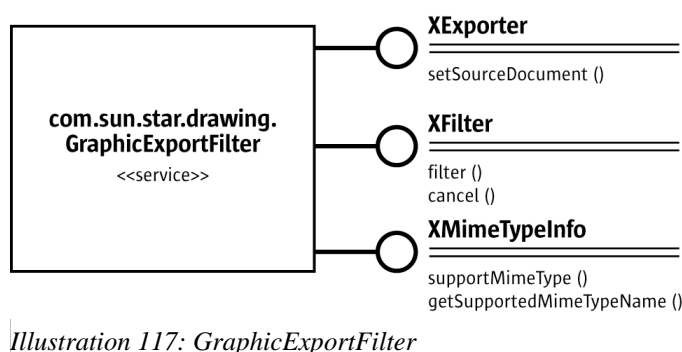 com.sun.star.drawing.
GraphicExportFilter
<<service>>
XExporter
setSourceDocument ()
XFilter
filter ()
cancel ()
XMimeTypeInfo
supportMimeType ()
getSupportedMimeTypeName ()
Illustration 117: GraphicExportFilter